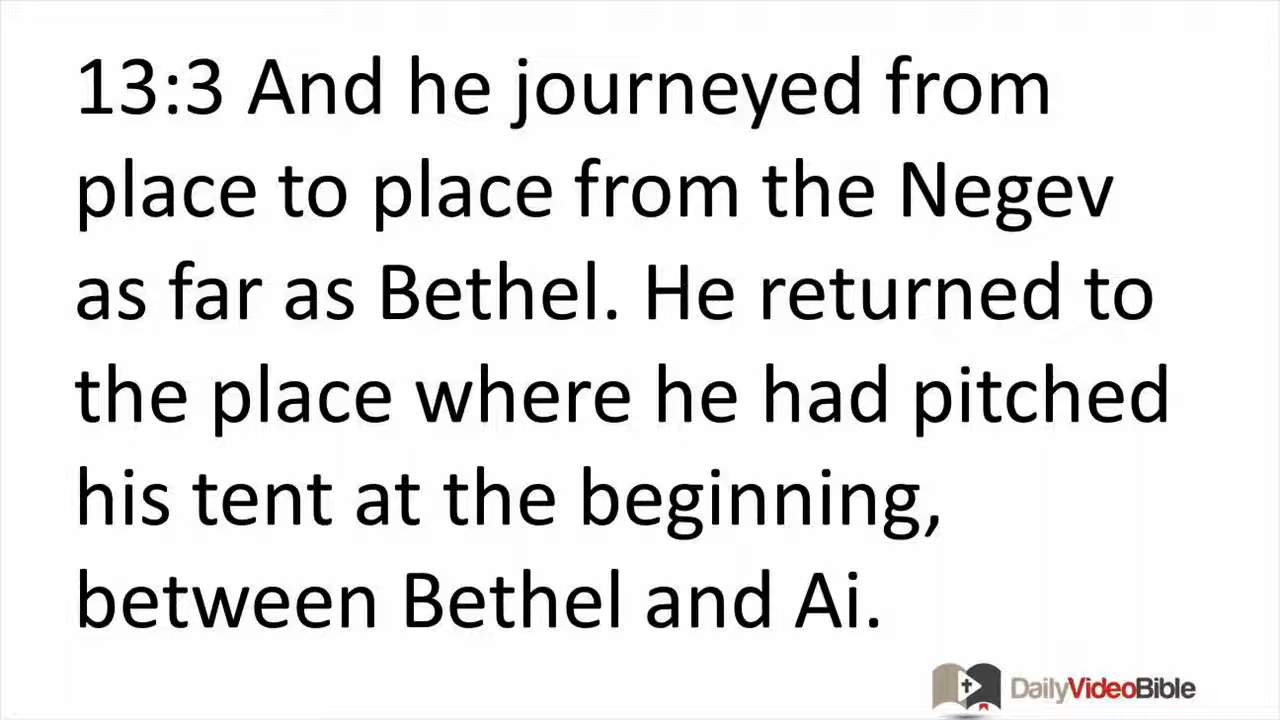 13:3 And he journeyed from
place to place from the Negev
as far as Bethel. He returned to
the place where he had pitched
his tent at the beginning,
between Bethel and Ai.
DailyVideoBible